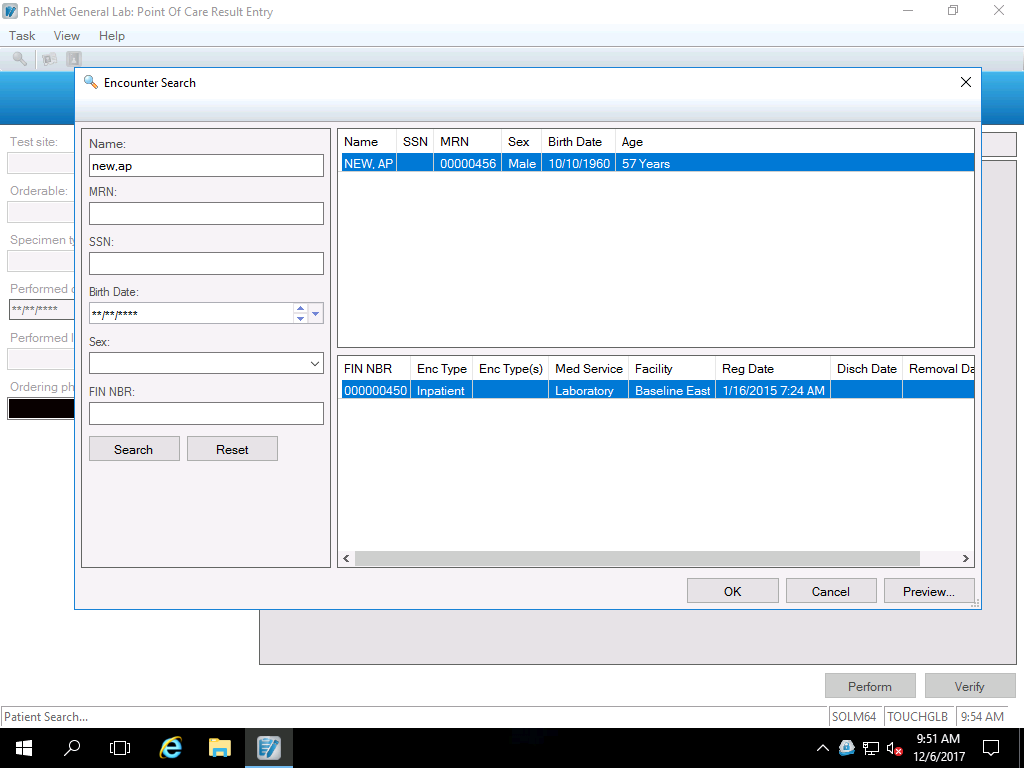 PathNet General Lab: Point Of Care Result Entry
Task View Help
Encounter Search
Test site:
Orderable:
Specimen ty
Performed d
**/**/****
Performed l
Ordering ph
Name:
new,ap
MRN:
SSN:
Birth Date:
**/**/****
Sex:
FIN NBR:
Search Reset
Name SSN MRN Sex Birth Date Age
NEW, AP 00000456 Male 10/10/1960 57 Years
FIN NBR Enc Type Enc Type(s) Med Service Facility Reg Date Disch Date Removal Da
000000450 Inpatient Laboratory Baseline East 1/16/2015 7:24 AM
OK Cancel Preview...
Perform Verify
Patient Search... SOLM64 TOUCHGLB 9:54 AM
9:51 AM
12/6/2017